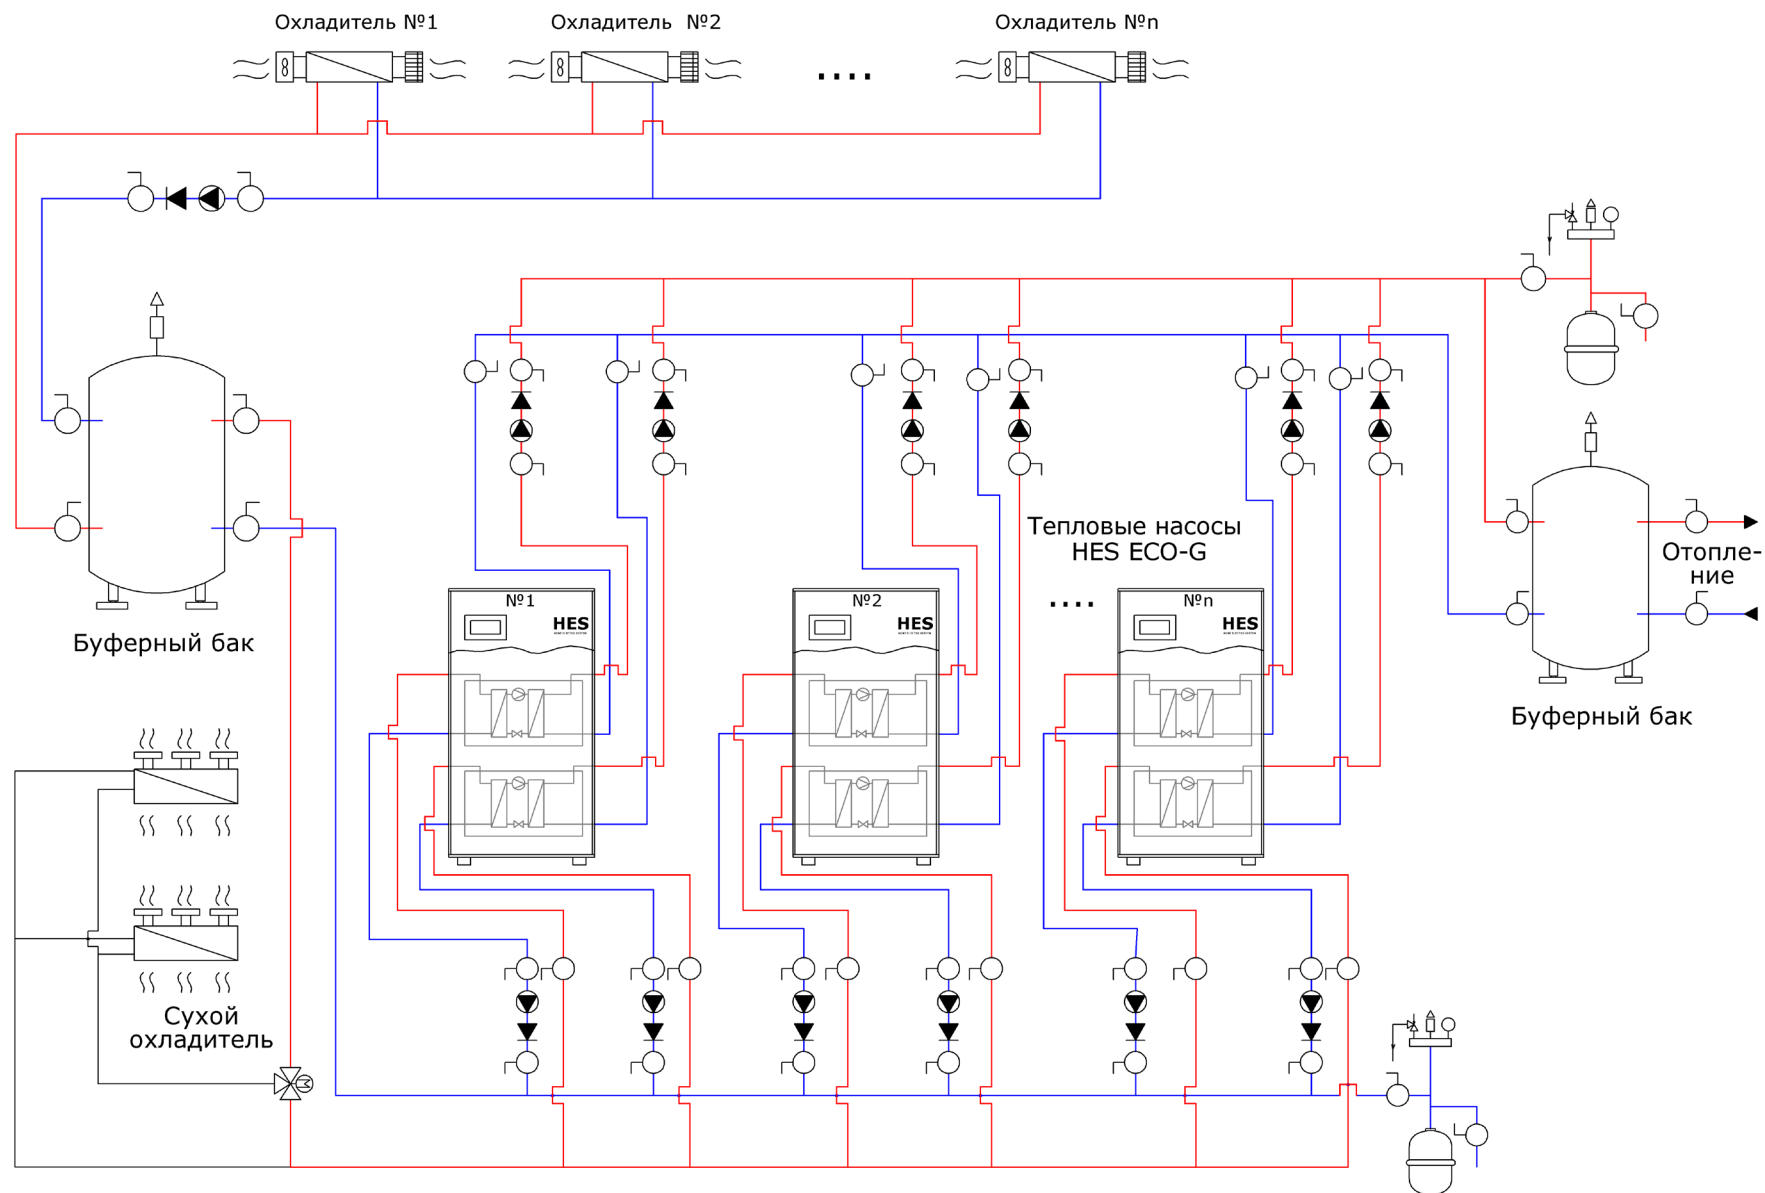 Охладитель №1
Охладитель №2
Охладитель №n
....
Тепловые насосы
HES ECO-G
....
Отопле-
ние
№1
HES
№2
HES
№n
HES
Буферный бак
Буферный бак
Сухой
охладитель